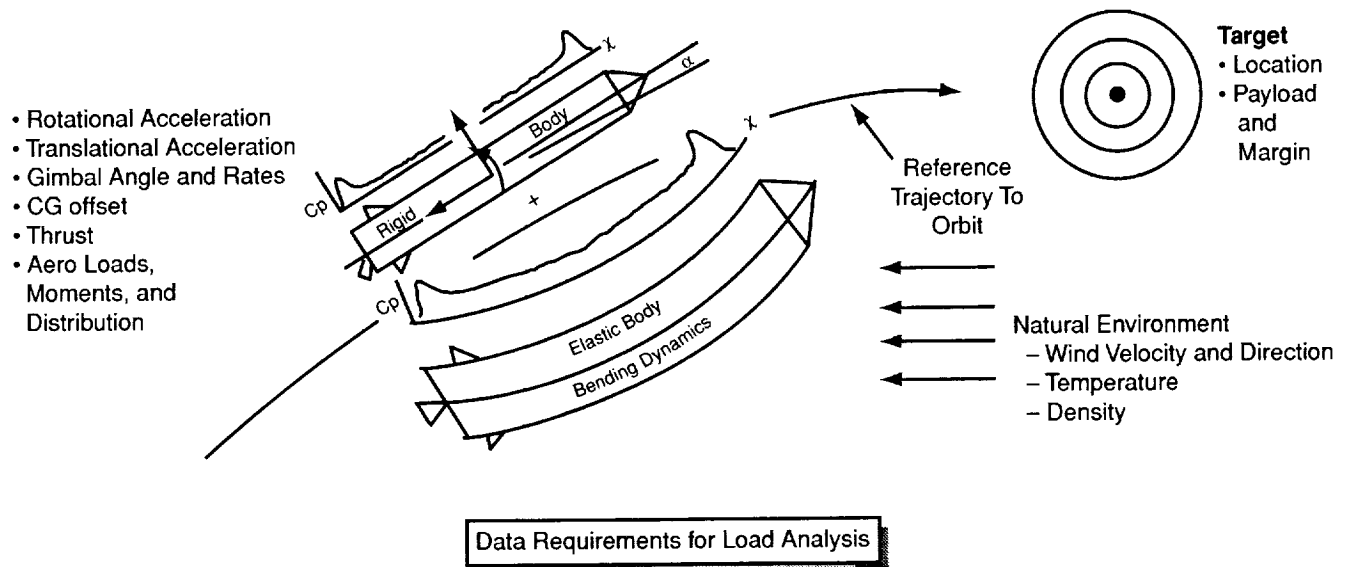 • Rotational Acceleration
• Translational Acceleration
• Gimbal Angle and Rates
• CG offset
• Thrust
• Aero Loads,
Moments, and
Distribution
Cp
χ
α
Body
Rigid
+
Cp
χ
Elastic Body
Bending Dynamics
Reference
Trajectory To
Orbit
Target
• Location
• Payload
and
Margin
Natural Environment
– Wind Velocity and Direction
– Temperature
– Density
Data Requirements for Load Analysis